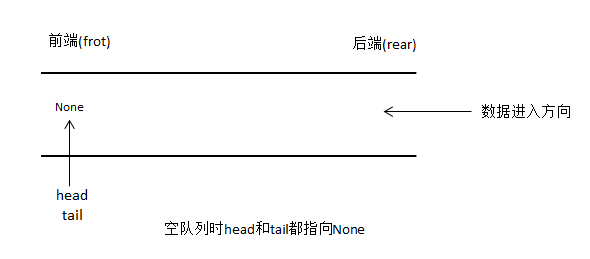 前端(frot)
后端(rear)
None
数据进入方向
head
tail
空队列时head和tail都指向None